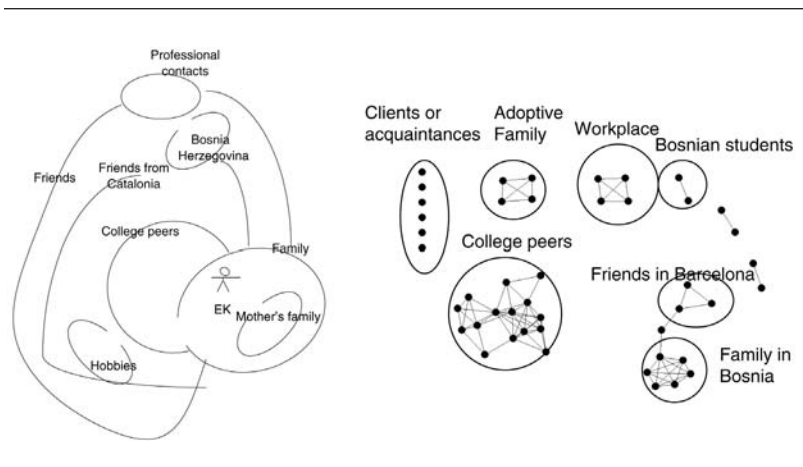 Professional
contacts
Bosnia
Herzegovina
Friends from
Catalonia
Friends
College peers
Family
EK
Mother's family
Hobbies
Clients or
acquaintances
Adoptive
Family
Workplace
Bosnian students
College peers
Friends in Barcelona
Family in
Bosnia